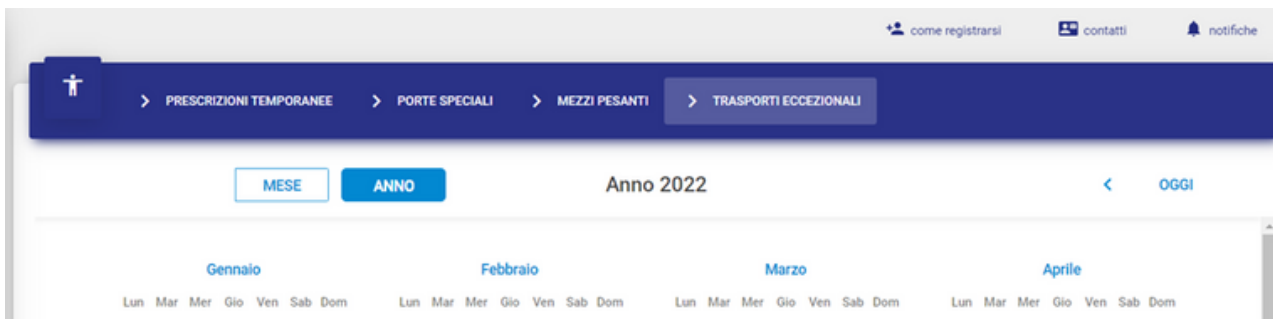 come registrarsi contatti notifiche
PRESCRIZIONI TEMPORANEE PORTE SPECIALI MEZZI PESANTI TRASPORTI ECCEZIONALI
MESE ANNO Anno 2022 OGGI
Gennaio Febbraio Marzo Aprile
Lun Mar Mer Gio Ven Sab Dom Lun Mar Mer Gio Ven Sab Dom Lun Mar Mer Gio Ven Sab Dom Lun Mar Mer Gio Ven Sab Dom